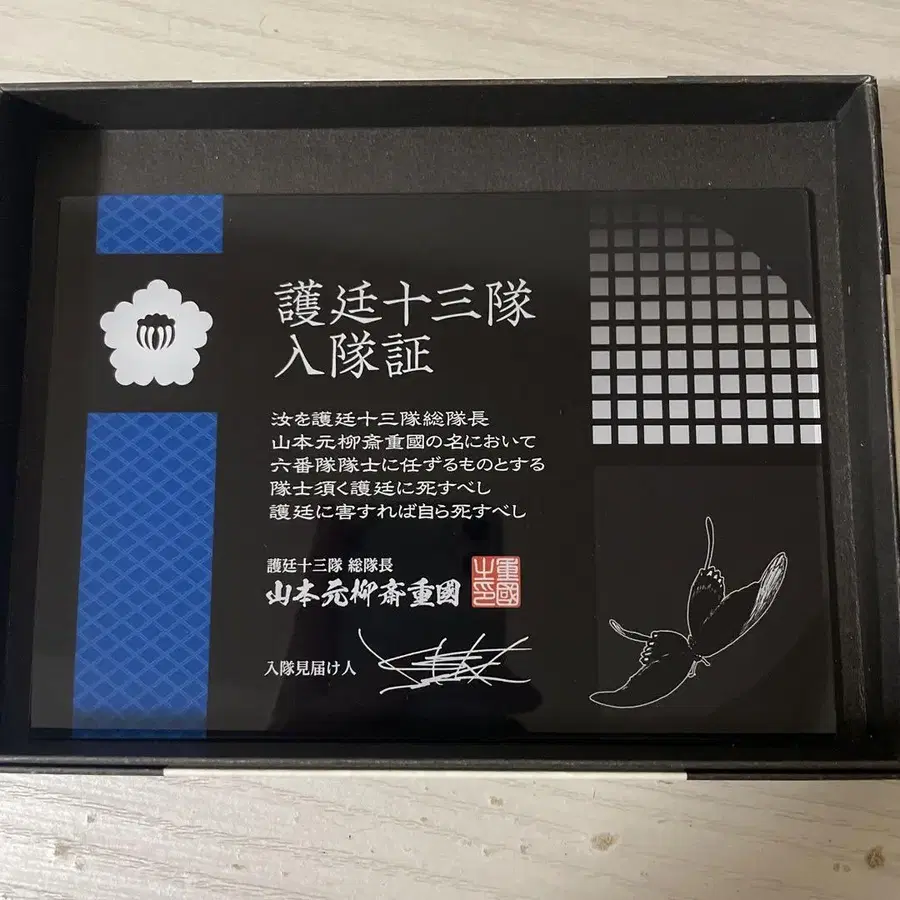 護廷十三隊
入隊証
汝を護廷十三隊総隊長
山本元柳斎重國の名において
六番隊隊士に任ずるものとする
隊士須く護廷に死すべし
護廷に害すれば自ら死すべし
護廷十三隊 総隊長
山本元柳斎重國
重國之印
入隊見届け人